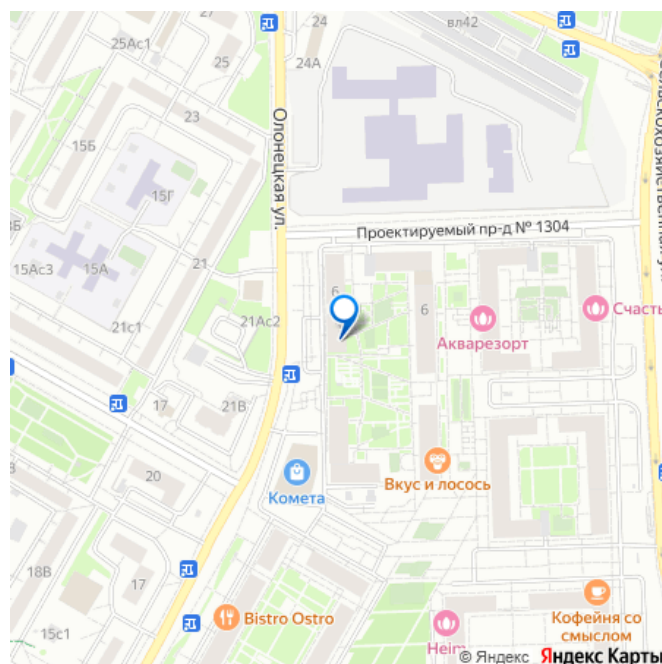 вл42
24
24А
25Ас1
27
25
23
15Б
15Г
15А
15Ас3
21
21с1
21Ас2
Олонецкая ул.
Проектируемый пр-д № 1304
6
6
Акварезорт
Счасть
17
21В
20
Комета
Вкус и лосось
18В
17
15с1
Bistro Ostro
Heim
Кофейня со
смыслом
© Яндекс Яндекс Карты